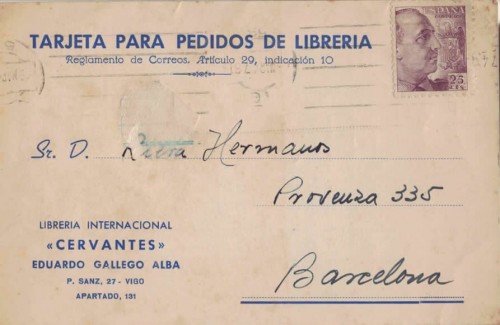 TARJETA PARA PEDIDOS DE LIBRERIA
Reglamento de Correos. Artículo 29, indicación 10
ESPAÑA
25
CTS
Sr. D. Riera Hermanos
Provenza 335
Barcelona
LIBRERIA INTERNACIONAL
«CERVANTES»
EDUARDO GALLEGO ALBA
P. SANZ, 27 - VIGO
APARTADO, 131